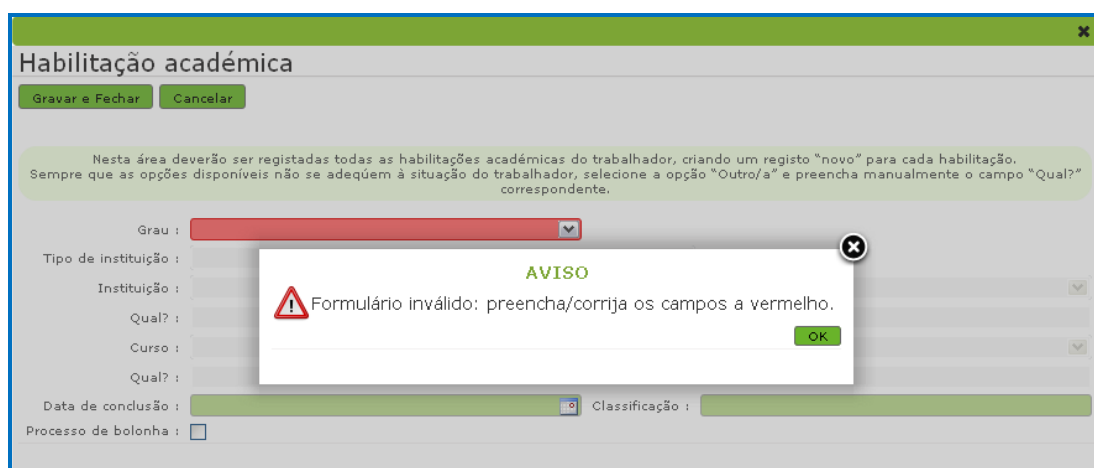 Habilitação académica
Gravar e Fechar Cancelar
Nesta área deverão ser registadas todas as habilitações académicas do trabalhador, criando um registo "novo" para cada habilitação.
Sempre que as opções disponíveis não se adeqúem à situação do trabalhador, selecione a opção "Outro/a" e preencha manualmente o campo "Qual?"
correspondente.
Grau :
Tipo de instituição :
Instituição :
Qual? :
Curso :
Qual? :
AVISO
Formulário inválido: preencha/corrija os campos a vermelho.
OK
Data de conclusão : Classificação :
Processo de bolonha :